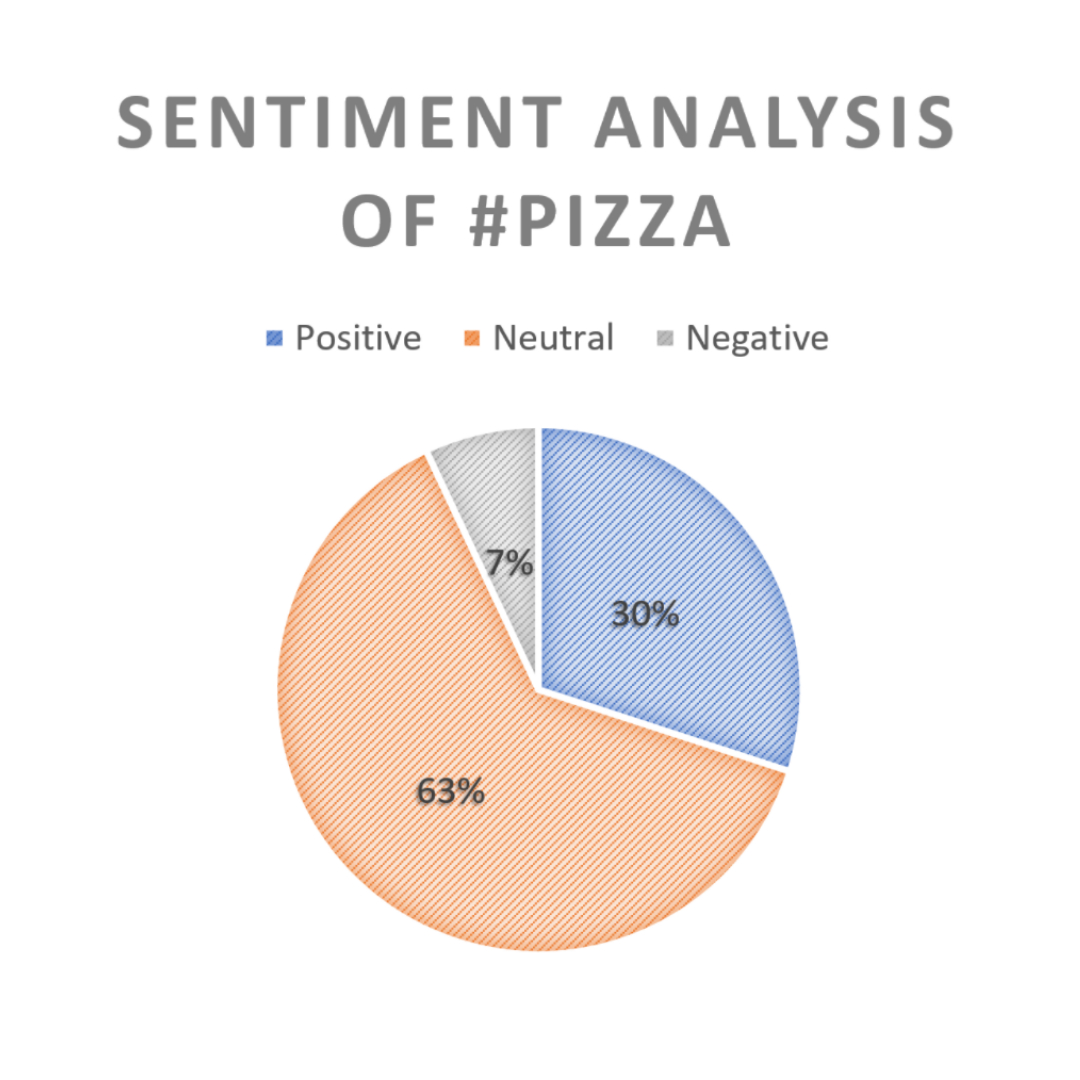 SENTIMENT ANALYSIS
OF #PIZZA
Positive Neutral Negative
7%
30%
63%